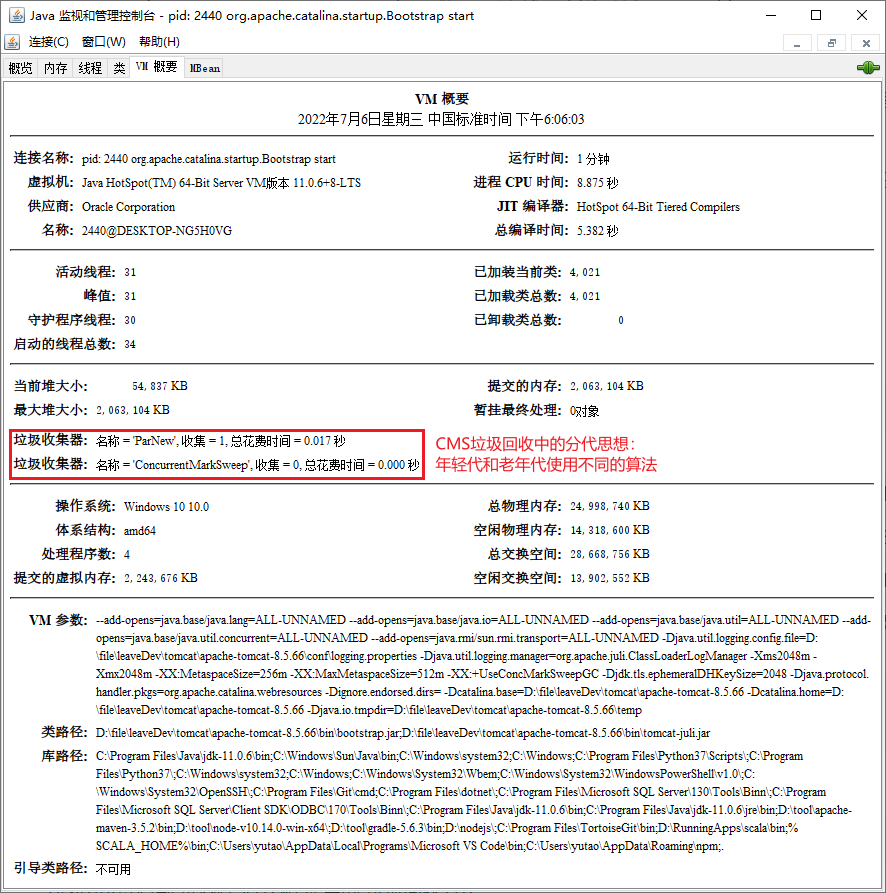 Java 监视和管理控制台 - pid: 2440 org.apache.catalina.startup.Bootstrap start
连接(C) 窗口(W) 帮助(H)
概览 内存 线程 类 VM 概要 MBean
VM 概要
2022年7月6日星期三 中国标准时间 下午6:06:03
连接名称: pid: 2440 org.apache.catalina.startup.Bootstrap start 运行时间: 1 分钟
虚拟机: Java HotSpot(TM) 64-Bit Server VM版本 11.0.6+8-LTS 进程 CPU 时间: 8.875 秒
供应商: Oracle Corporation JIT 编译器: HotSpot 64-Bit Tiered Compilers
名称: 2440@DESKTOP-NG5H0VG 总编译时间: 5.382 秒
活动线程: 31 已加装当前类: 4,021
峰值: 31 已加载类总数: 4,021
守护程序线程: 30 已卸载类总数: 0
启动的线程总数: 34
当前堆大小: 54,837 KB 提交的内存: 2,063,104 KB
最大堆大小: 2,063,104 KB 暂挂最终处理: 0对象
垃圾收集器: 名称 = 'ParNew', 收集 = 1, 总花费时间 = 0.017 秒
垃圾收集器: 名称 = 'ConcurrentMarkSweep', 收集 = 0, 总花费时间 = 0.000 秒
CMS垃圾回收中的分代思想：
年轻代和老年代使用不同的算法
操作系统: Windows 10 10.0 总物理内存: 24,998,740 KB
体系结构: amd64 空闲物理内存: 14,318,600 KB
处理程序数: 4 总交换空间: 28,668,756 KB
提交的虚拟内存: 2,243,676 KB 空闲交换空间: 13,902,552 KB
VM 参数: --add-opens=java.base/java.lang=ALL-UNNAMED --add-opens=java.base/java.io=ALL-UNNAMED --add-opens=java.base/java.util=ALL-UNNAMED --add-
opens=java.base/java.util.concurrent=ALL-UNNAMED --add-opens=java.rmi/sun.rmi.transport=ALL-UNNAMED -Djava.util.logging.config.file=D:
\file\leaveDev\tomcat\apache-tomcat-8.5.66\conf\logging.properties -Djava.util.logging.manager=org.apache.juli.ClassLoaderLogManager -Xms2048m -
Xmx2048m -XX:MetaspaceSize=256m -XX:MaxMetaspaceSize=512m -XX:+UseConcMarkSweepGC -Djdk.tls.ephemeralDHKeySize=2048 -Djava.protocol.
handler.pkgs=org.apache.catalina.webresources -Dignore.endorsed.dirs= -Dcatalina.base=D:\file\leaveDev\tomcat\apache-tomcat-8.5.66 -Dcatalina.home=D:
\file\leaveDev\tomcat\apache-tomcat-8.5.66 -Djava.io.tmpdir=D:\file\leaveDev\tomcat\apache-tomcat-8.5.66\temp
类路径: D:\file\leaveDev\tomcat\apache-tomcat-8.5.66\bin\bootstrap.jar;D:\file\leaveDev\tomcat\apache-tomcat-8.5.66\bin\tomcat-juli.jar
库路径: C:\Program Files\Java\jdk-11.0.6\bin;C:\Windows\Sun\Java\bin;C:\Windows\system32;C:\Windows;C:\Program Files\Python37\Scripts\;C:\Program
Files\Python37\;C:\Windows\system32;C:\Windows;C:\Windows\System32\Wbem;C:\Windows\System32\WindowsPowerShell\v1.0\;C:
\Windows\System32\OpenSSH\;C:\Program Files\Git\cmd;C:\Program Files\dotnet\;C:\Program Files\Microsoft SQL Server\130\Tools\Binn\;C:\Program
Files\Microsoft SQL Server\Client SDK\ODBC\170\Tools\Binn\;C:\Program Files\Java\jdk-11.0.6\bin;C:\Program Files\Java\jdk-11.0.6\jre\bin;D:\tool\apache-
maven-3.5.2\bin;D:\tool\node-v10.14.0-win-x64\;D:\tool\gradle-5.6.3\bin;D:\nodejs\;C:\Program Files\TortoiseGit\bin;D:\RunningApps\scala\bin;%
SCALA_HOME%\bin;C:\Users\yutao\AppData\Local\Programs\Microsoft VS Code\bin;C:\Users\yutao\AppData\Roaming\npm;.
引导类路径: 不可用